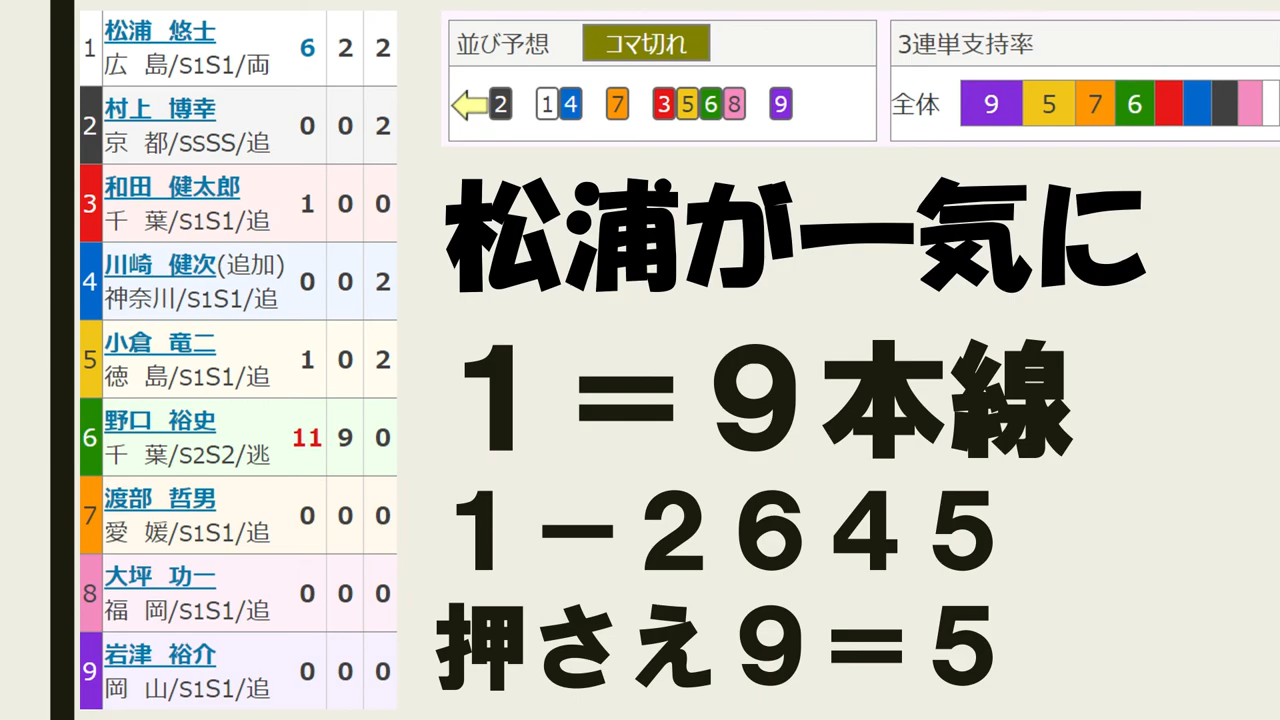 1 松浦 悠士 6 2 2
広 島/S1S1/両
2 村上 博幸 0 0 2
京 都/SSSS/追
3 和田 健太郎 1 0 0
千 葉/S1S1/追
4 川崎 健次(追加) 0 0 2
神奈川/S1S1/追
5 小倉 竜二 1 0 2
徳 島/S1S1/追
6 野口 裕史 11 9 0
千 葉/S2S2/逃
7 渡部 哲男 0 0 0
愛 媛/S1S1/追
8 大坪 功一 0 0 0
福 岡/S1S1/追
9 岩津 裕介 0 0 0
岡 山/S1S1/追
並び予想 コマ切れ
2 1 4 7 3 5 6 8 9
3連単支持率
全体 9 5 7 6
松浦が一気に
1=9本線
1-2645
押さえ9=5